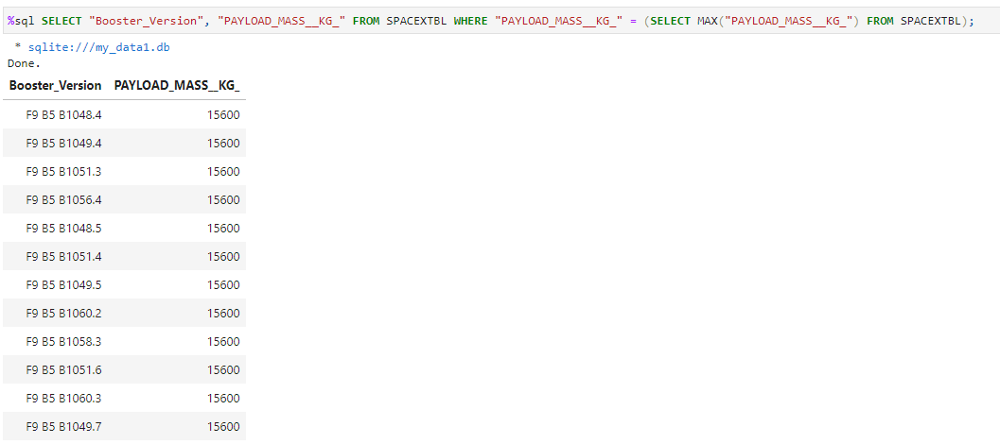 %sql SELECT "Booster_Version", "PAYLOAD_MASS__KG_" FROM SPACEXTBL WHERE "PAYLOAD_MASS__KG_" = (SELECT MAX("PAYLOAD_MASS__KG_") FROM SPACEXTBL);
* sqlite:///my_data1.db
Done.
Booster_Version PAYLOAD_MASS__KG_
F9 B5 B1048.4 15600
F9 B5 B1049.4 15600
F9 B5 B1051.3 15600
F9 B5 B1056.4 15600
F9 B5 B1048.5 15600
F9 B5 B1051.4 15600
F9 B5 B1049.5 15600
F9 B5 B1060.2 15600
F9 B5 B1058.3 15600
F9 B5 B1051.6 15600
F9 B5 B1060.3 15600
F9 B5 B1049.7 15600